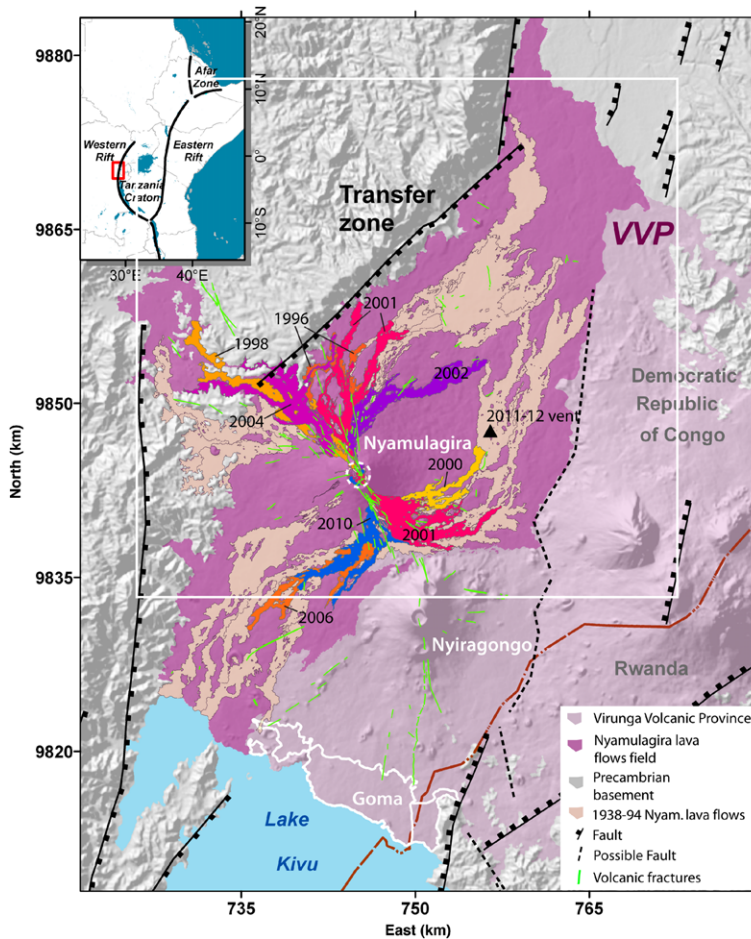 9880
9865
9850
9835
9820
North (km)
735
750
765
East (km)
20°N
10°N
0°
10°S
30°E
40°E
Afar
Zone
Western
Rift
Eastern
Rift
Tanzania
Craton
Transfer
zone
VVP
2001
1996
1998
2002
2004
Nyamulagira
2011-12 vent
2000
2010
2001
2006
Democratic
Republic
of Congo
Nyiragongo
Rwanda
Goma
Lake
Kivu
Virunga Volcanic Province
Nyamulagira lava
flows field
Precambrian
basement
1938-94 Nyam. lava flows
Fault
Possible Fault
Volcanic fractures